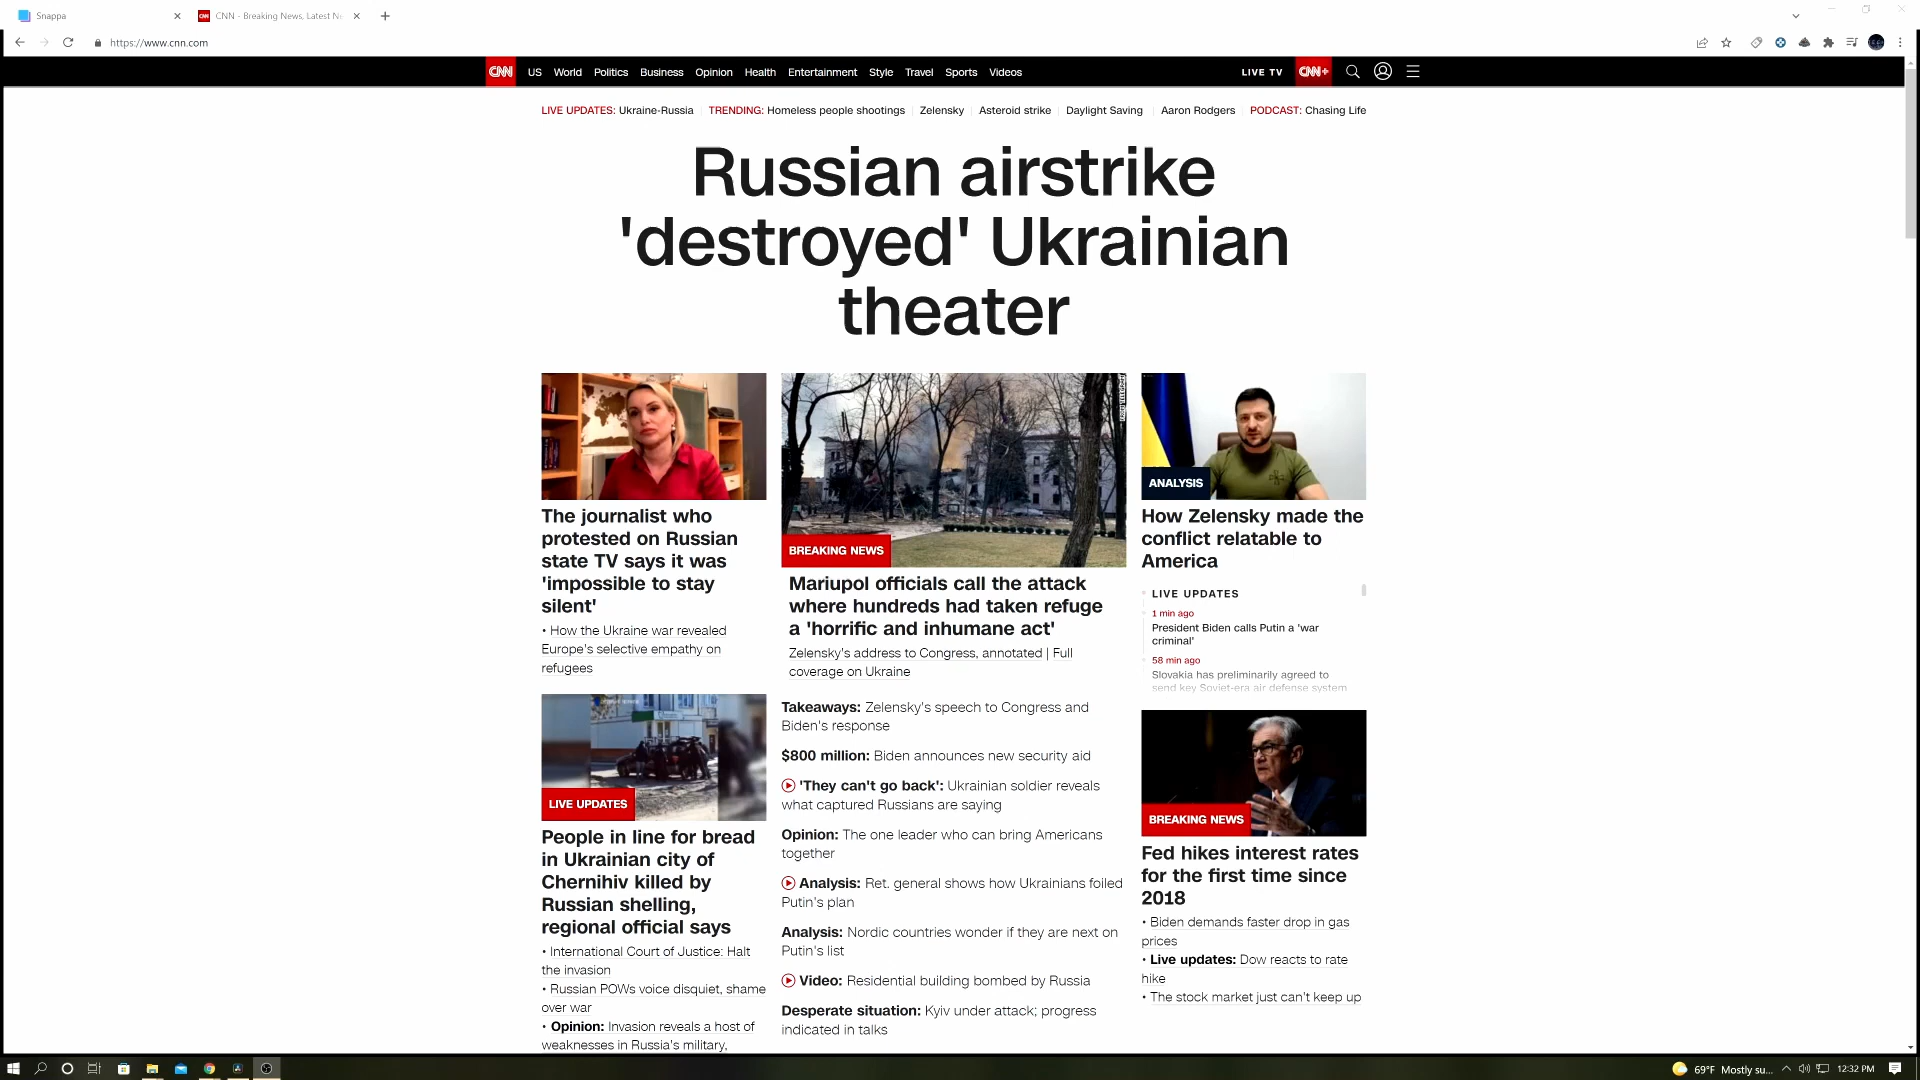 Snappa
CNN - Breaking News, Latest Ne
https://www.cnn.com
CNN US World Politics Business Opinion Health Entertainment Style Travel Sports Videos LIVE TV CNN+
LIVE UPDATES: Ukraine-Russia TRENDING: Homeless people shootings Zelensky Asteroid strike Daylight Saving Aaron Rodgers PODCAST: Chasing Life
Russian airstrike
'destroyed' Ukrainian
theater
The journalist who
protested on Russian
state TV says it was
'impossible to stay
silent'
• How the Ukraine war revealed
Europe's selective empathy on
refugees
LIVE UPDATES
People in line for bread
in Ukrainian city of
Chernihiv killed by
Russian shelling,
regional official says
• International Court of Justice: Halt
the invasion
• Russian POWs voice disquiet, shame
over war
• Opinion: Invasion reveals a host of
weaknesses in Russia's military,
BREAKING NEWS
Mariupol officials call the attack
where hundreds had taken refuge
a 'horrific and inhumane act'
Zelensky's address to Congress, annotated | Full
coverage on Ukraine
Takeaways: Zelensky's speech to Congress and
Biden's response
$800 million: Biden announces new security aid
'They can't go back': Ukrainian soldier reveals
what captured Russians are saying
Opinion: The one leader who can bring Americans
together
Analysis: Ret. general shows how Ukrainians foiled
Putin's plan
Analysis: Nordic countries wonder if they are next on
Putin's list
Video: Residential building bombed by Russia
Desperate situation: Kyiv under attack; progress
indicated in talks
ANALYSIS
How Zelensky made the
conflict relatable to
America
LIVE UPDATES
1 min ago
President Biden calls Putin a 'war
criminal'
58 min ago
Slovakia has preliminarily agreed to
send key Soviet-era air defense system
BREAKING NEWS
Fed hikes interest rates
for the first time since
2018
• Biden demands faster drop in gas
prices
• Live updates: Dow reacts to rate
hike
• The stock market just can't keep up
69°F Mostly su... 12:32 PM